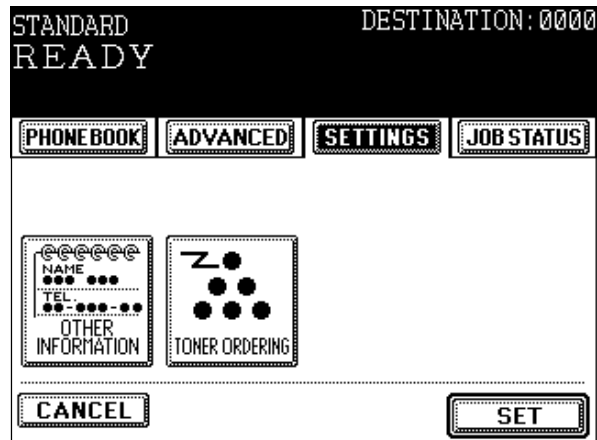 STANDARD DESTINATION:0000
READY
PHONE BOOK ADVANCED SETTINGS JOB STATUS
NAME
TEL.
OTHER
INFORMATION
TONER ORDERING
CANCEL SET